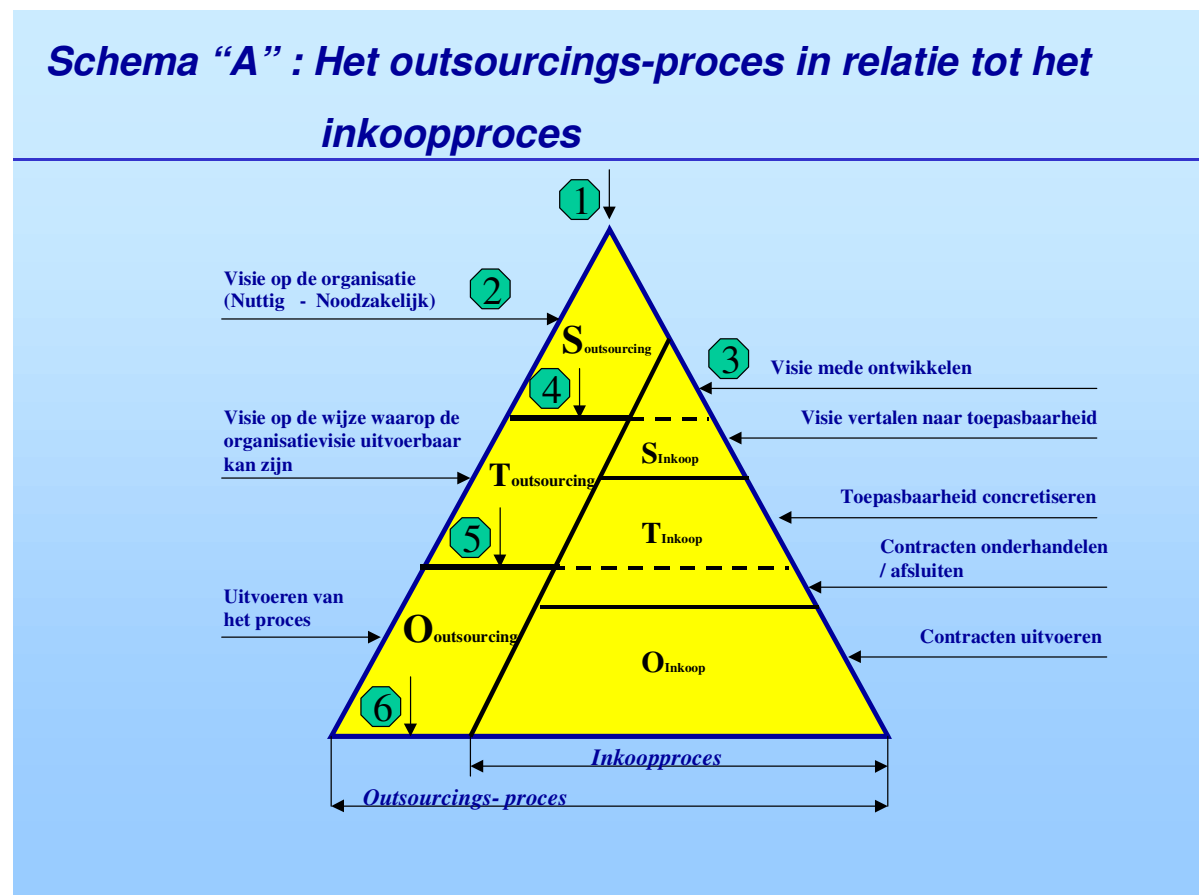 Schema “A” : Het outsourcings-proces in relatie tot het
inkoopproces
1
Visie op de organisatie
(Nuttig - Noodzakelijk)
2
Soutsourcing
3
Visie mede ontwikkelen
4
Visie op de wijze waarop de
organisatievisie uitvoerbaar
kan zijn
Visie vertalen naar toepasbaarheid
SInkoop
Toutsourcing
Toepasbaarheid concretiseren
5
TInkoop
Contracten onderhandelen
/ afsluiten
Uitvoeren van
het proces
Ooutsourcing
Contracten uitvoeren
OInkoop
6
Inkoopproces
Outsourcings- proces